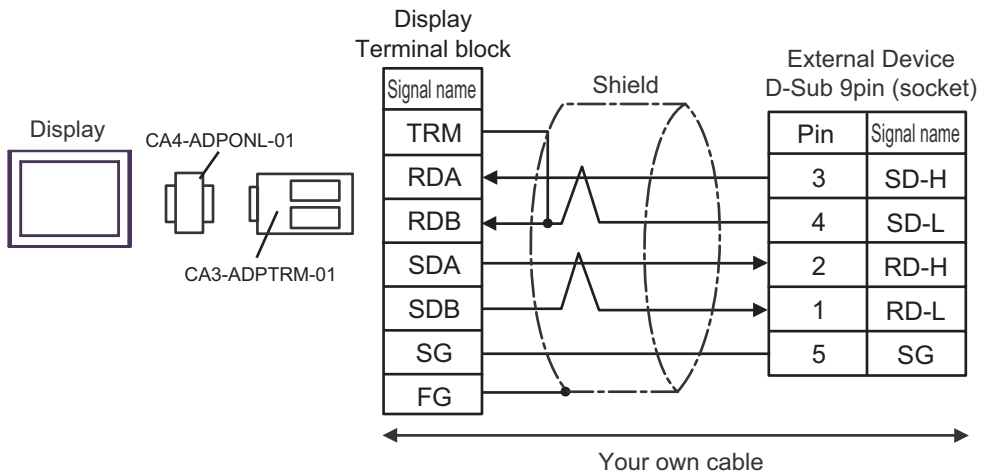 Display
Terminal block
Signal name
TRM
RDA
RDB
SDA
SDB
SG
FG
Shield
External Device
D-Sub 9pin (socket)
Pin Signal name
3 SD-H
4 SD-L
2 RD-H
1 RD-L
5 SG
Display
CA4-ADPONL-01
CA3-ADPTRM-01
Your own cable